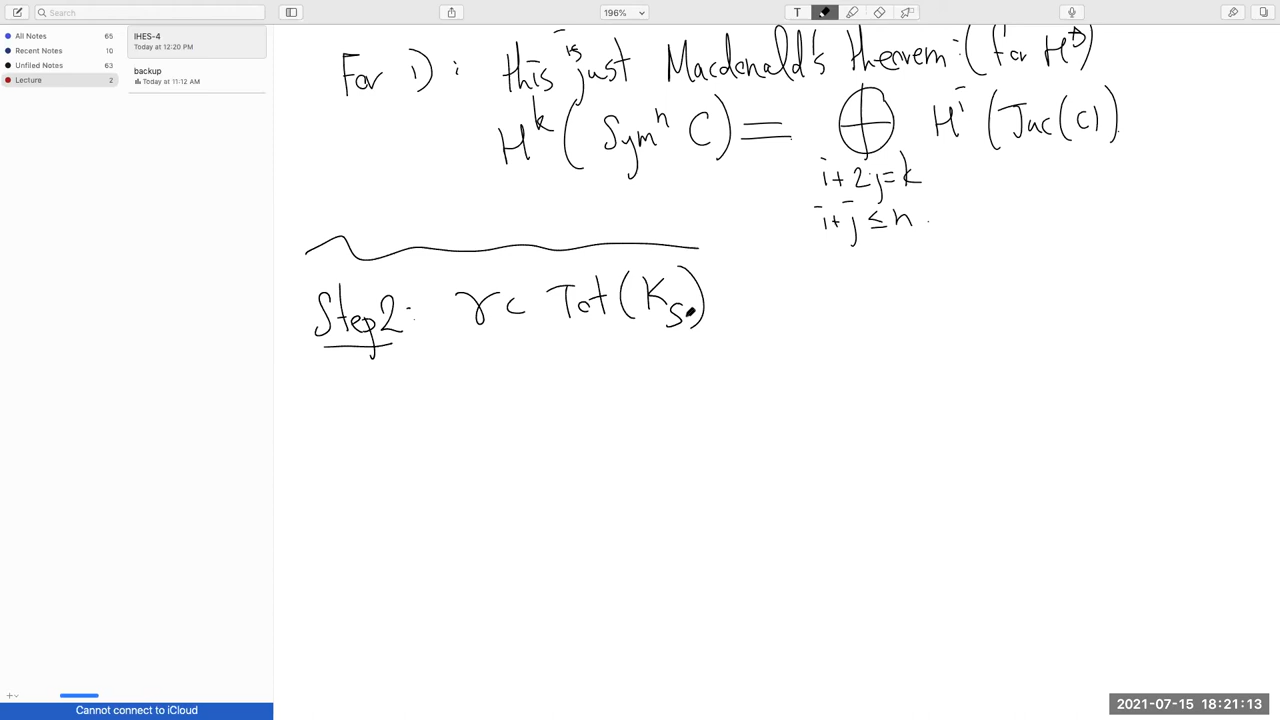 Search
196%
T
All Notes 65
Recent Notes 10
Unfiled Notes 63
Lecture 2
IHES-4
Today at 12:20 PM
backup
Today at 11:12 AM
For i) : this is just Macdonald's theorem : (for H^D)
H^k ( Sym^n C) = ⊕ H^i (Jac(C))
i+2j=k
i+j ≤ n .
Step 2: γ ⊂ Tot (K_S)
Cannot connect to iCloud
2021-07-15 18:21:13